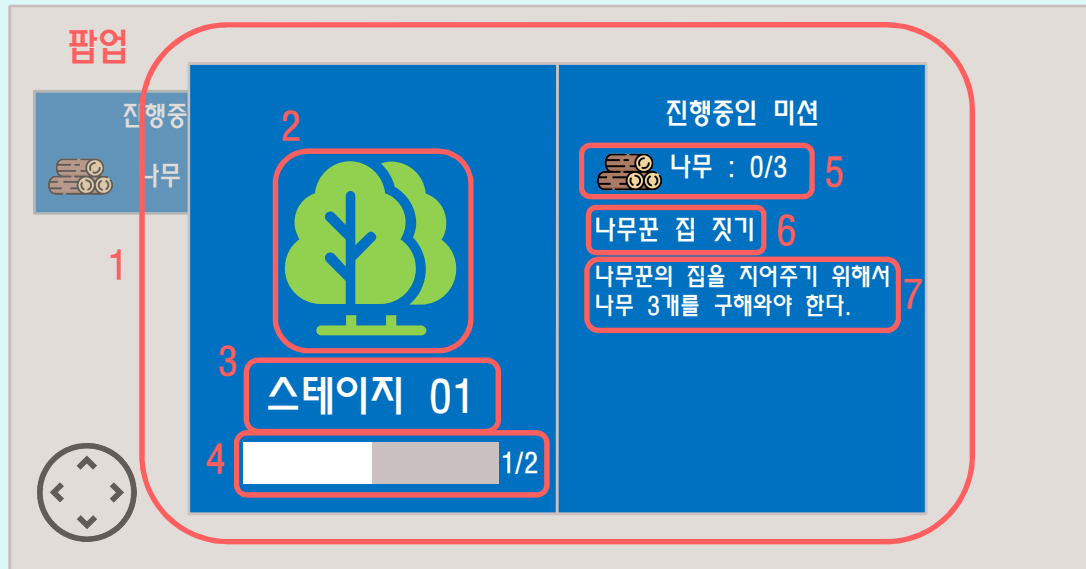 팝업
진행중
나무
1
2
3
스테이지 01
4
1/2
진행중인 미션
나무 : 0/3
5
나무꾼 집 짓기
6
나무꾼의 집을 지어주기 위해서
나무 3개를 구해와야 한다.
7